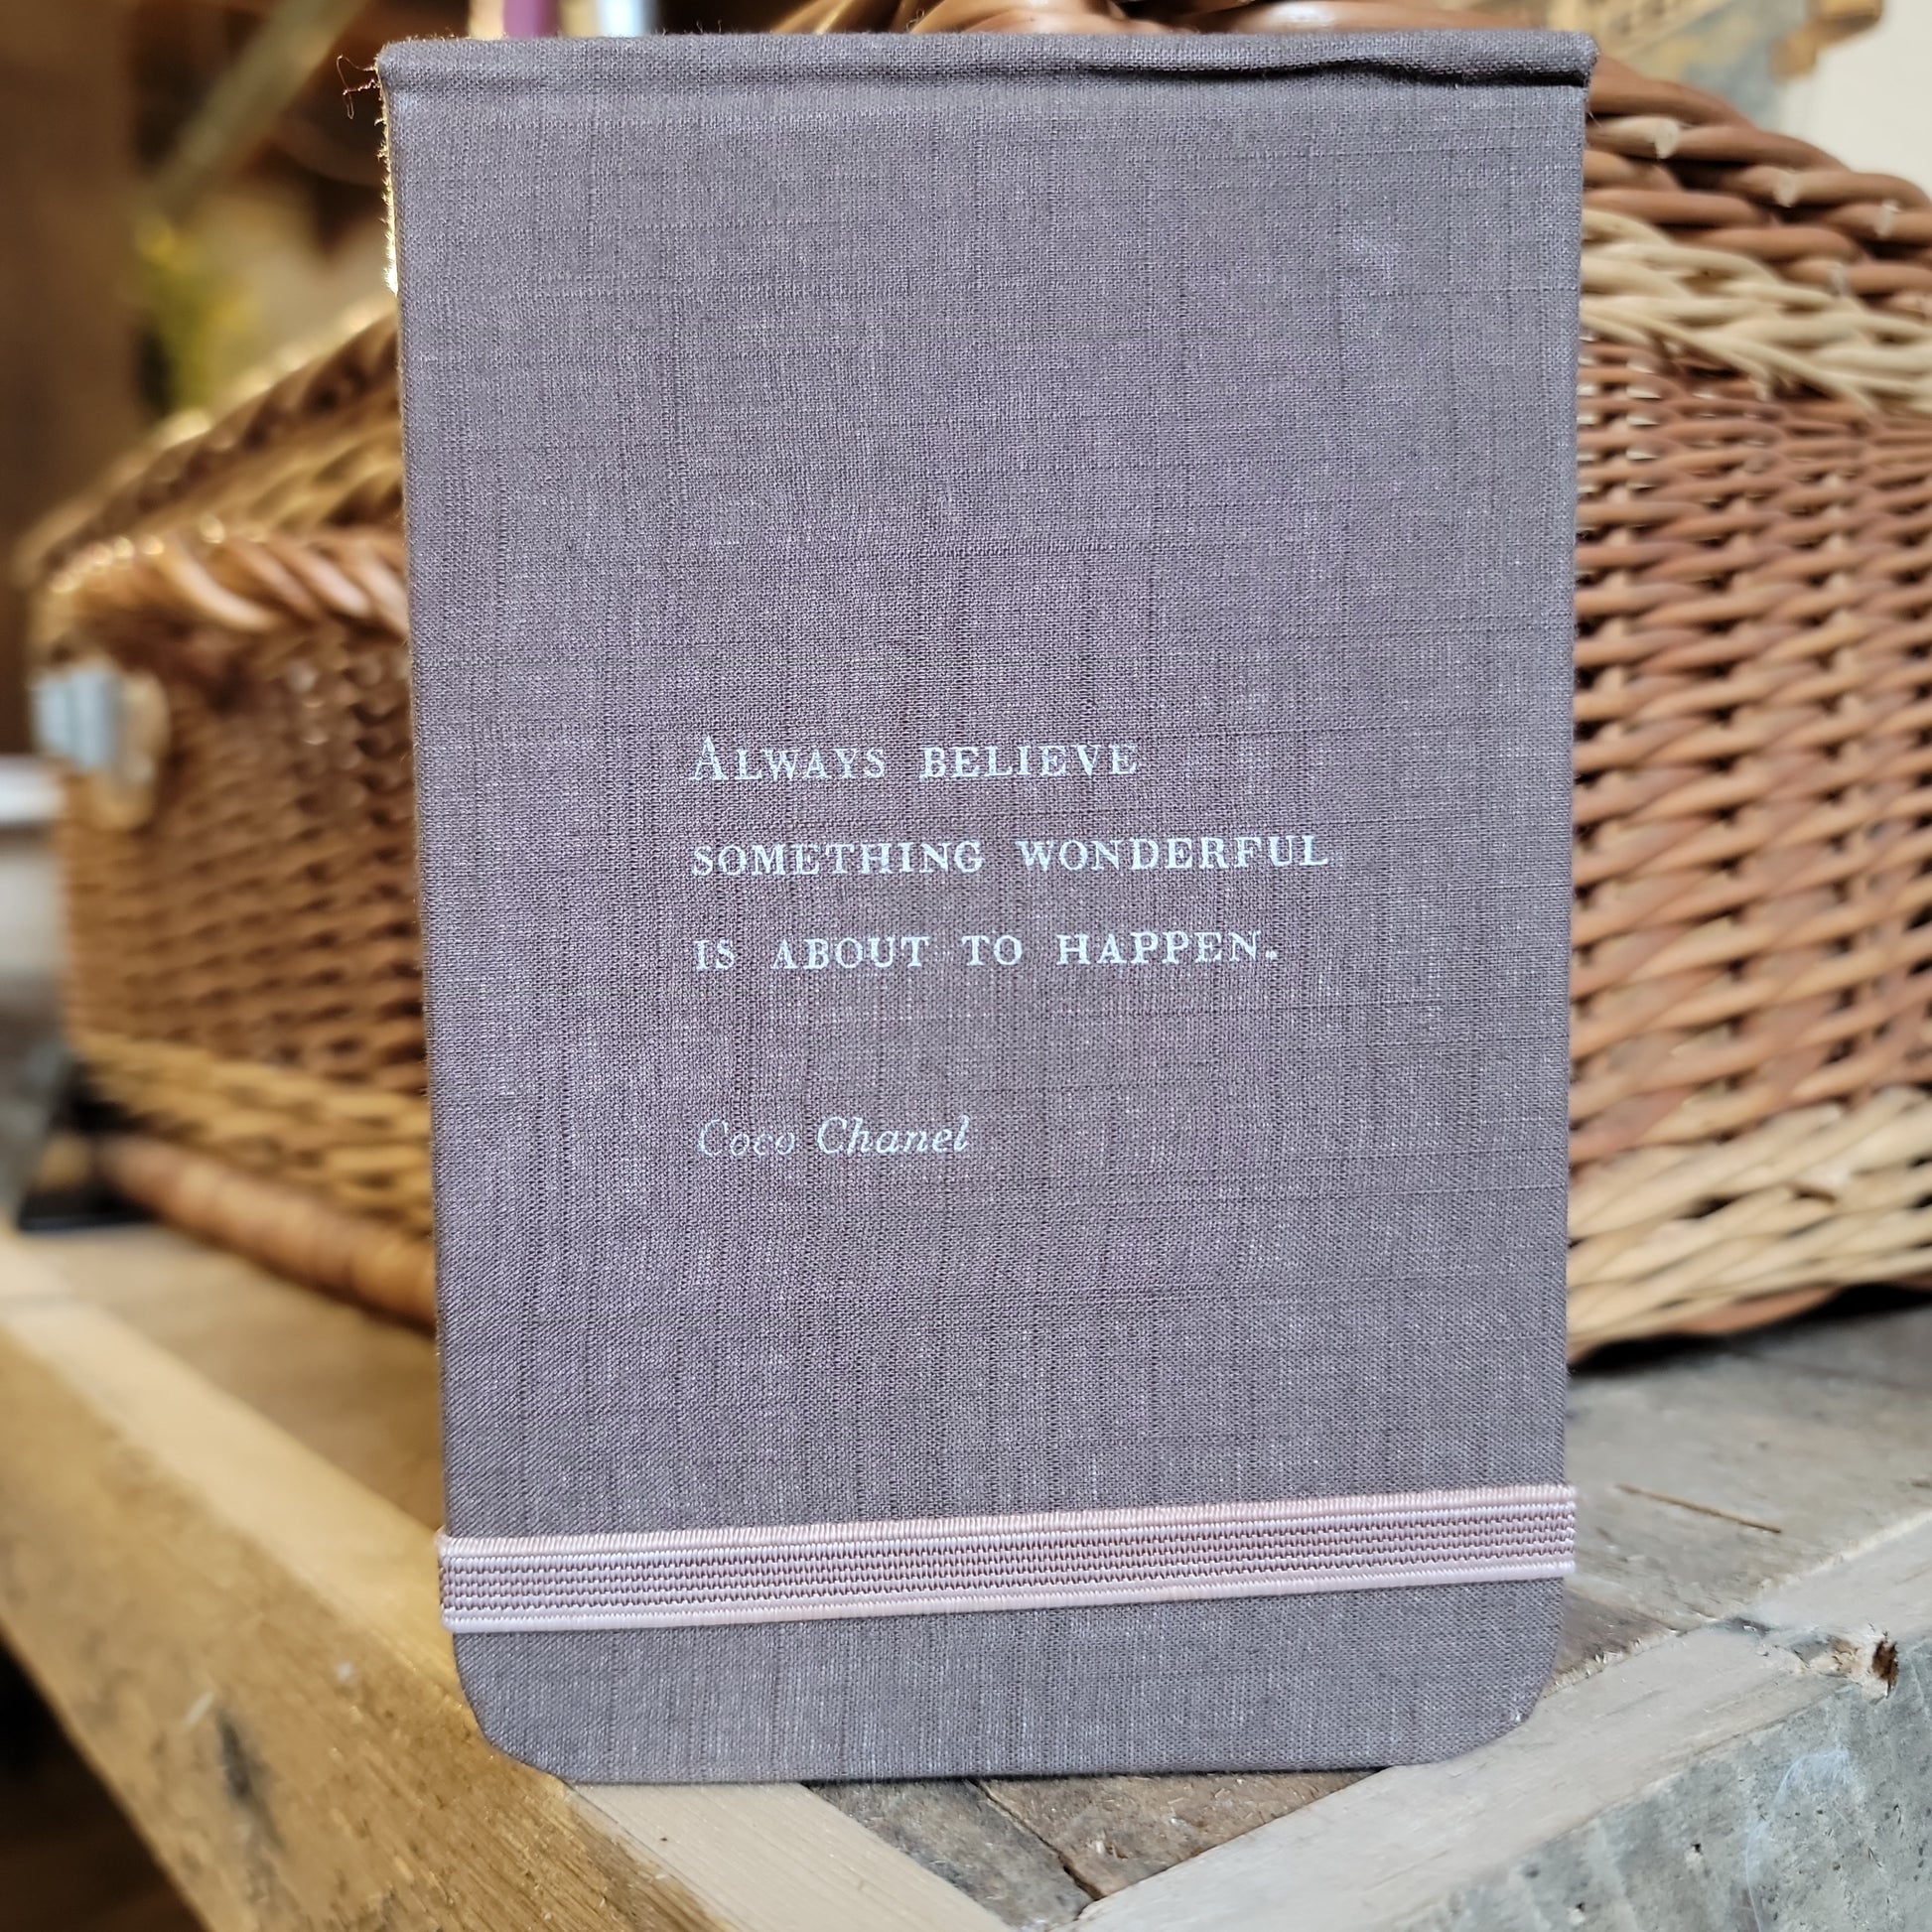 Always believe
something wonderful
is about to happen.
Coco Chanel